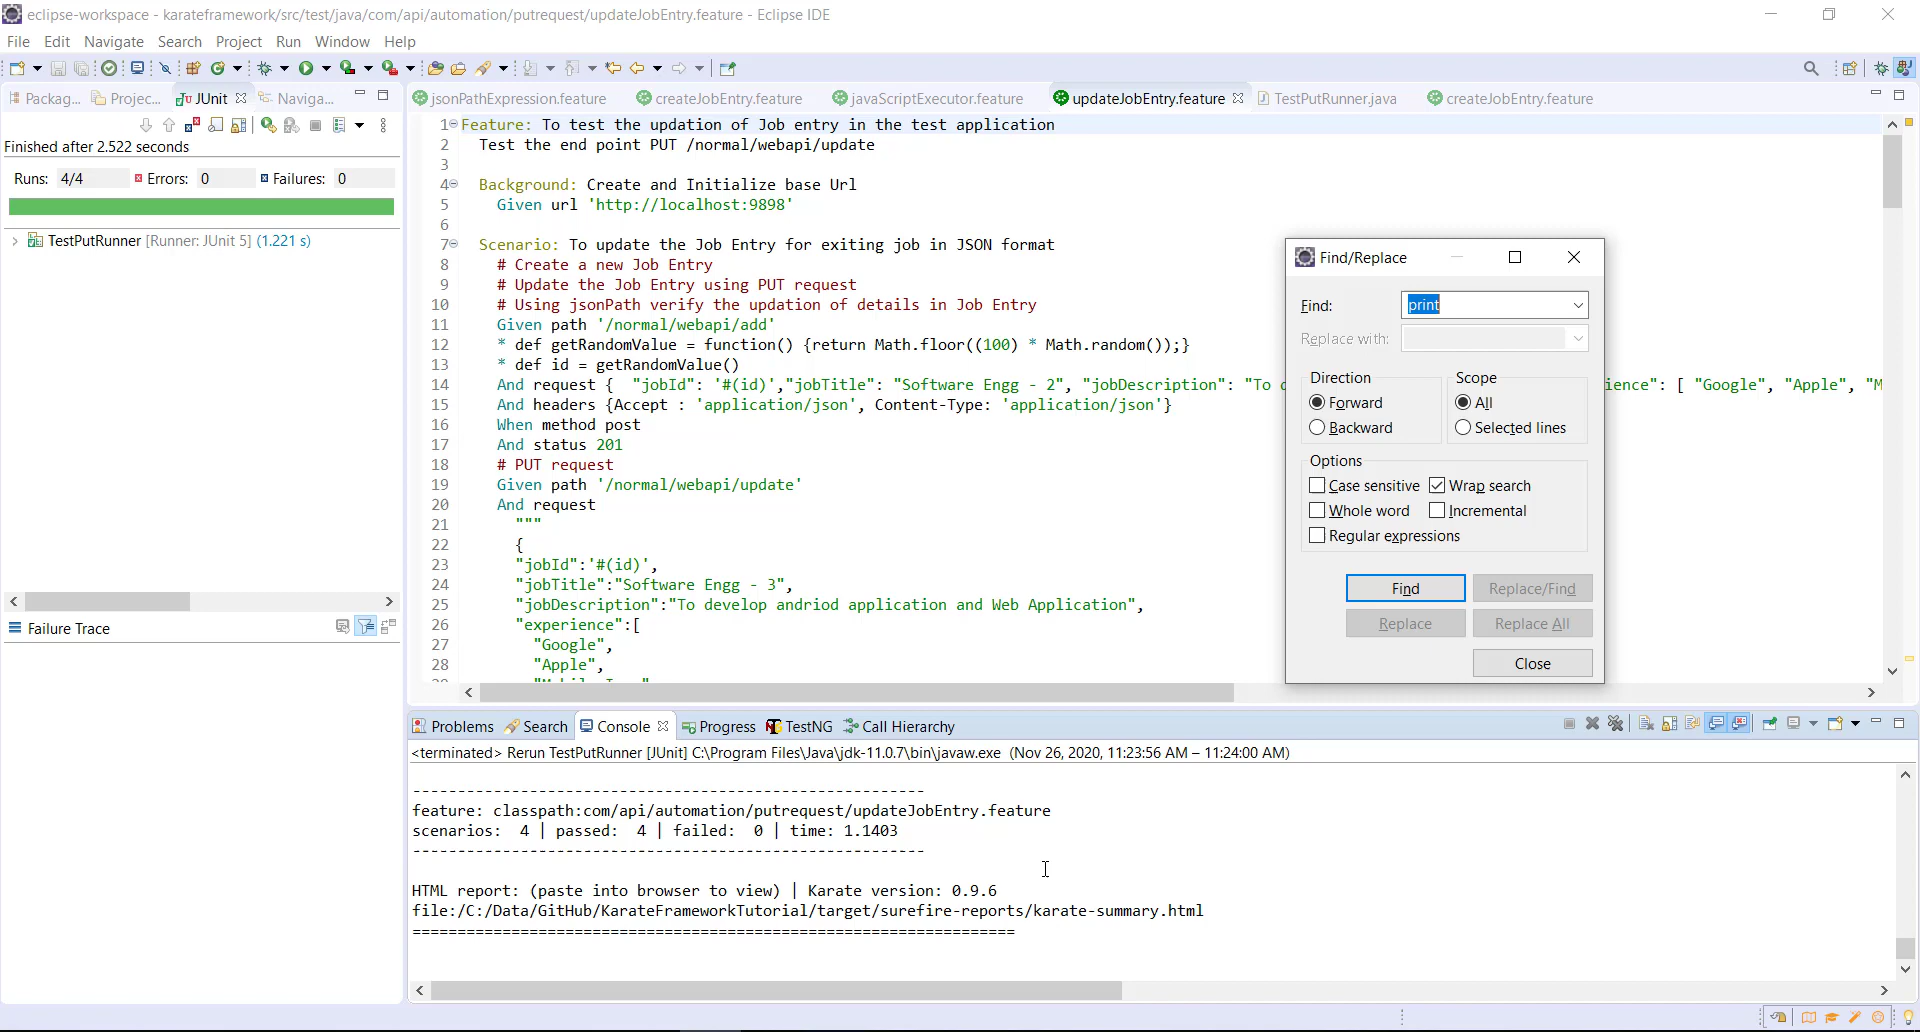 eclipse-workspace - karateframework/src/test/java/com/api/automation/putrequest/updateJobEntry.feature - Eclipse IDE
File Edit Navigate Search Project Run Window Help
Packag... Projec... JUnit Naviga...
jsonPathExpression.feature createJobEntry.feature javaScriptExecutor.feature updateJobEntry.feature TestPutRunner.java createJobEntry.feature
Finished after 2.522 seconds
Runs: 4/4 Errors: 0 Failures: 0
TestPutRunner [Runner: JUnit 5] (1.221 s)
Failure Trace
1 Feature: To test the updation of Job entry in the test application
2 Test the end point PUT /normal/webapi/update
3
4 Background: Create and Initialize base Url
5 Given url 'http://localhost:9898'
6
7 Scenario: To update the Job Entry for exiting job in JSON format
8 # Create a new Job Entry
9 # Update the Job Entry using PUT request
10 # Using jsonPath verify the updation of details in Job Entry
11 Given path '/normal/webapi/add'
12 * def getRandomValue = function() {return Math.floor((100) * Math.random());}
13 * def id = getRandomValue()
14 And request { "jobId": '#(id)',"jobTitle": "Software Engg - 2", "jobDescription": "To ience": [ "Google", "Apple", "M
15 And headers {Accept : 'application/json', Content-Type: 'application/json'}
16 When method post
17 And status 201
18 # PUT request
19 Given path '/normal/webapi/update'
20 And request
21 """
22 {
23 "jobId":'#(id)',
24 "jobTitle":"Software Engg - 3",
25 "jobDescription":"To develop andriod application and Web Application",
26 "experience":[
27 "Google",
28 "Apple",
Find/Replace
Find: print
Replace with:
Direction Scope
Forward All
Backward Selected lines
Options
Case sensitive Wrap search
Whole word Incremental
Regular expressions
Find Replace/Find
Replace Replace All
Close
Problems Search Console Progress TestNG Call Hierarchy
<terminated> Rerun TestPutRunner [JUnit] C:\Program Files\Java\jdk-11.0.7\bin\javaw.exe (Nov 26, 2020, 11:23:56 AM – 11:24:00 AM)
---------------------------------------------------------
feature: classpath:com/api/automation/putrequest/updateJobEntry.feature
scenarios: 4 | passed: 4 | failed: 0 | time: 1.1403
---------------------------------------------------------
HTML report: (paste into browser to view) | Karate version: 0.9.6
file:/C:/Data/GitHub/KarateFrameworkTutorial/target/surefire-reports/karate-summary.html
===================================================================